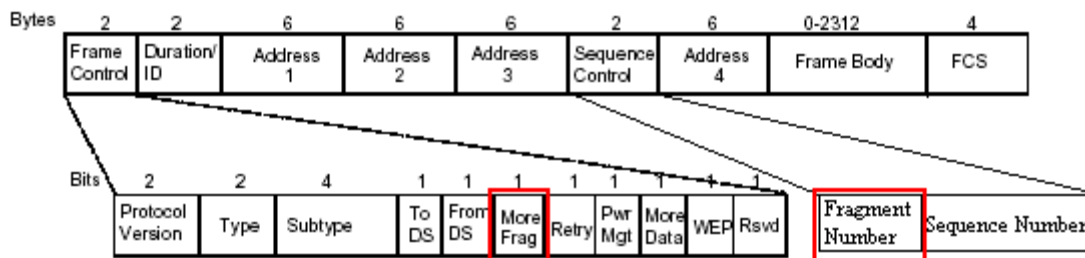 Bytes 2 2 6 6 6 2 6 0-2312 4
Frame Control Duration/ ID Address 1 Address 2 Address 3 Sequence Control Address 4 Frame Body FCS
Bits 2 2 4 1 1 1 1 1 1 1 1
Protocol Version Type Subtype To DS From DS More Frag Retry Pwr Mgt More Data WEP Rsvd Fragment Number Sequence Number